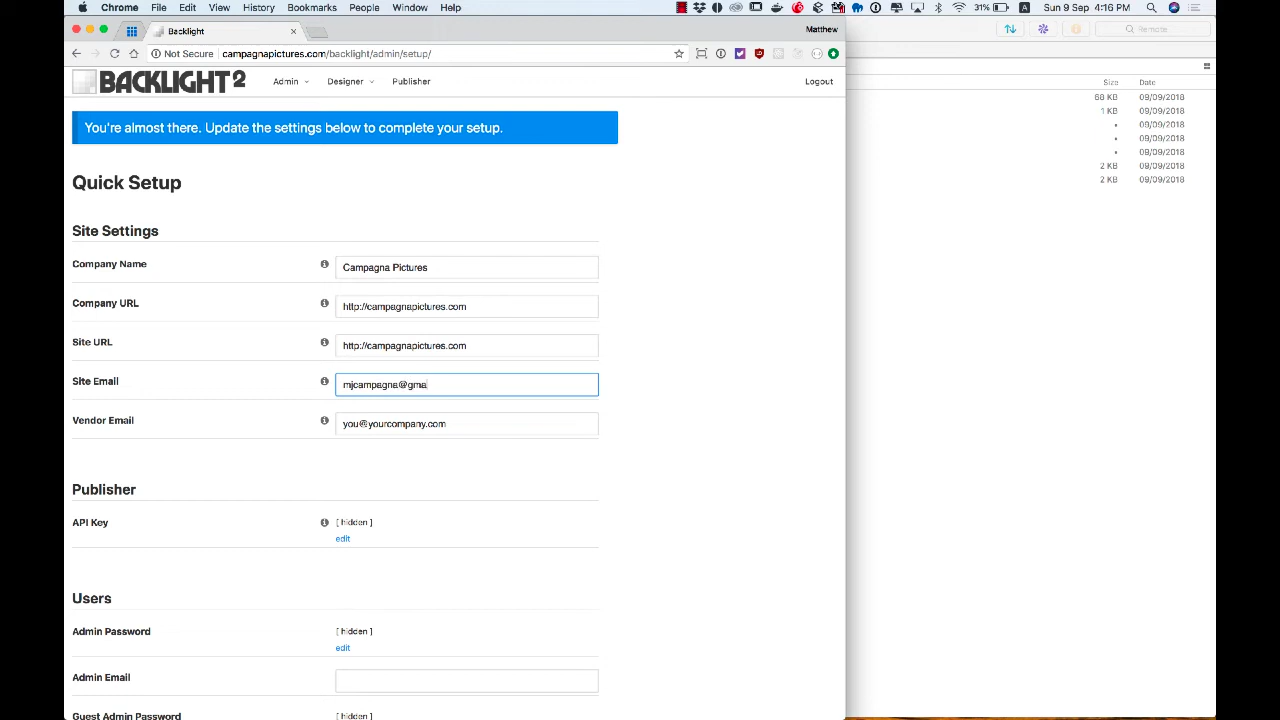 Chrome File Edit View History Bookmarks People Window Help 31% A Sun 9 Sep 4:16 PM
Backlight Matthew Remote
Not Secure campagnapictures.com/backlight/admin/setup/
BACKLIGHT2 Admin Designer Publisher Logout
Size Date
68 KB 09/09/2018
1 KB 09/09/2018
09/09/2018
09/09/2018
09/09/2018
2 KB 09/09/2018
2 KB 09/09/2018
You're almost there. Update the settings below to complete your setup.
Quick Setup
Site Settings
Company Name Campagna Pictures
Company URL http://campagnapictures.com
Site URL http://campagnapictures.com
Site Email mjcampagna@gma
Vendor Email you@yourcompany.com
Publisher
API Key [ hidden ]
edit
Users
Admin Password [ hidden ]
edit
Admin Email
Guest Admin Password [ hidden ]